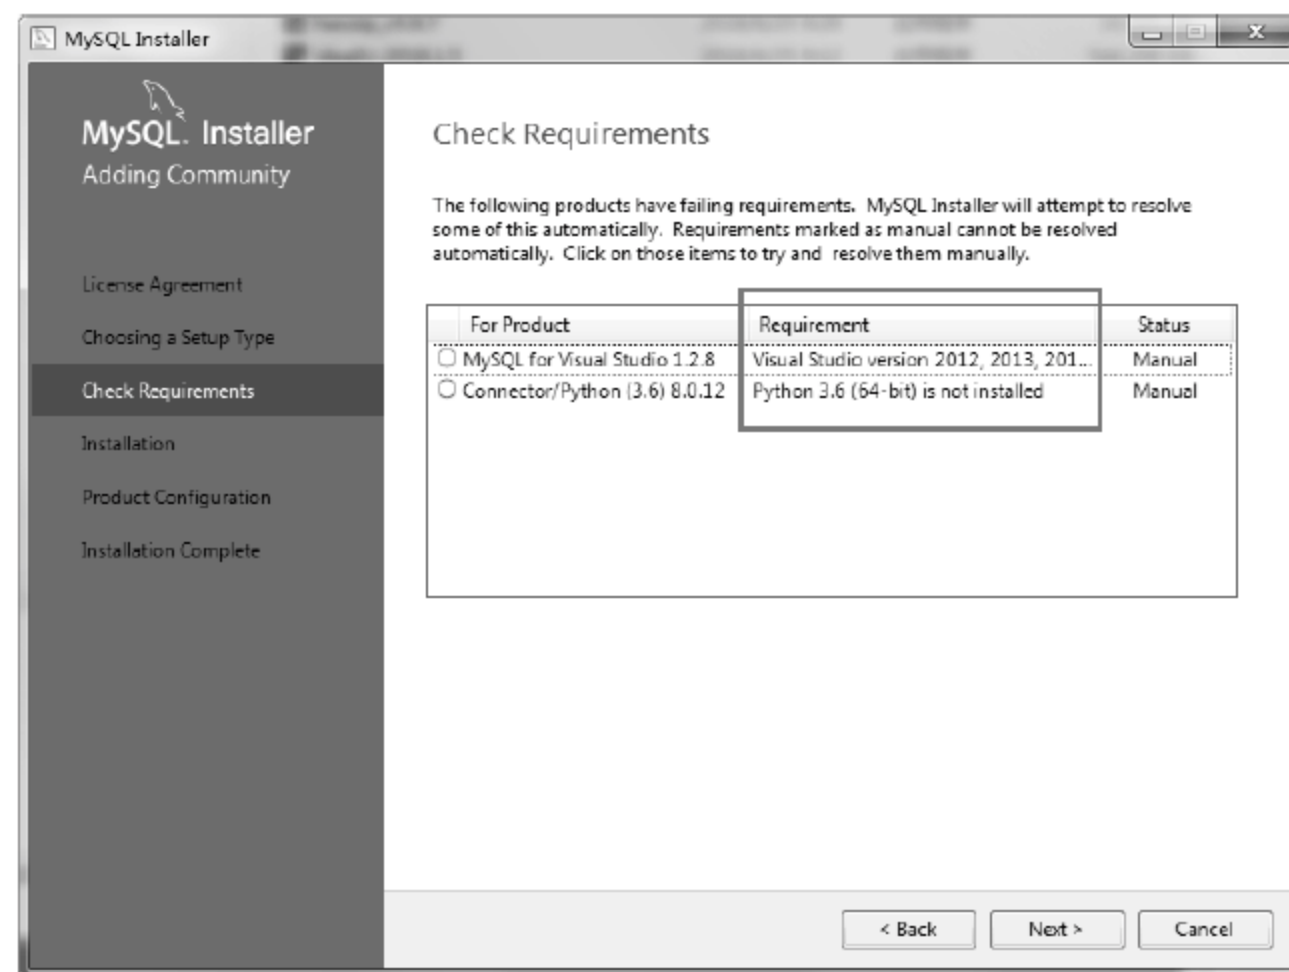 MySQL Installer
MySQL. Installer
Adding Community
License Agreement
Choosing a Setup Type
Check Requirements
Installation
Product Configuration
Installation Complete
Check Requirements
The following products have failing requirements. MySQL Installer will attempt to resolve
some of this automatically. Requirements marked as manual cannot be resolved
automatically. Click on those items to try and resolve them manually.
For Product Requirement Status
MySQL for Visual Studio 1.2.8 Visual Studio version 2012, 2013, 201... Manual
Connector/Python (3.6) 8.0.12 Python 3.6 (64-bit) is not installed Manual
< Back Next > Cancel